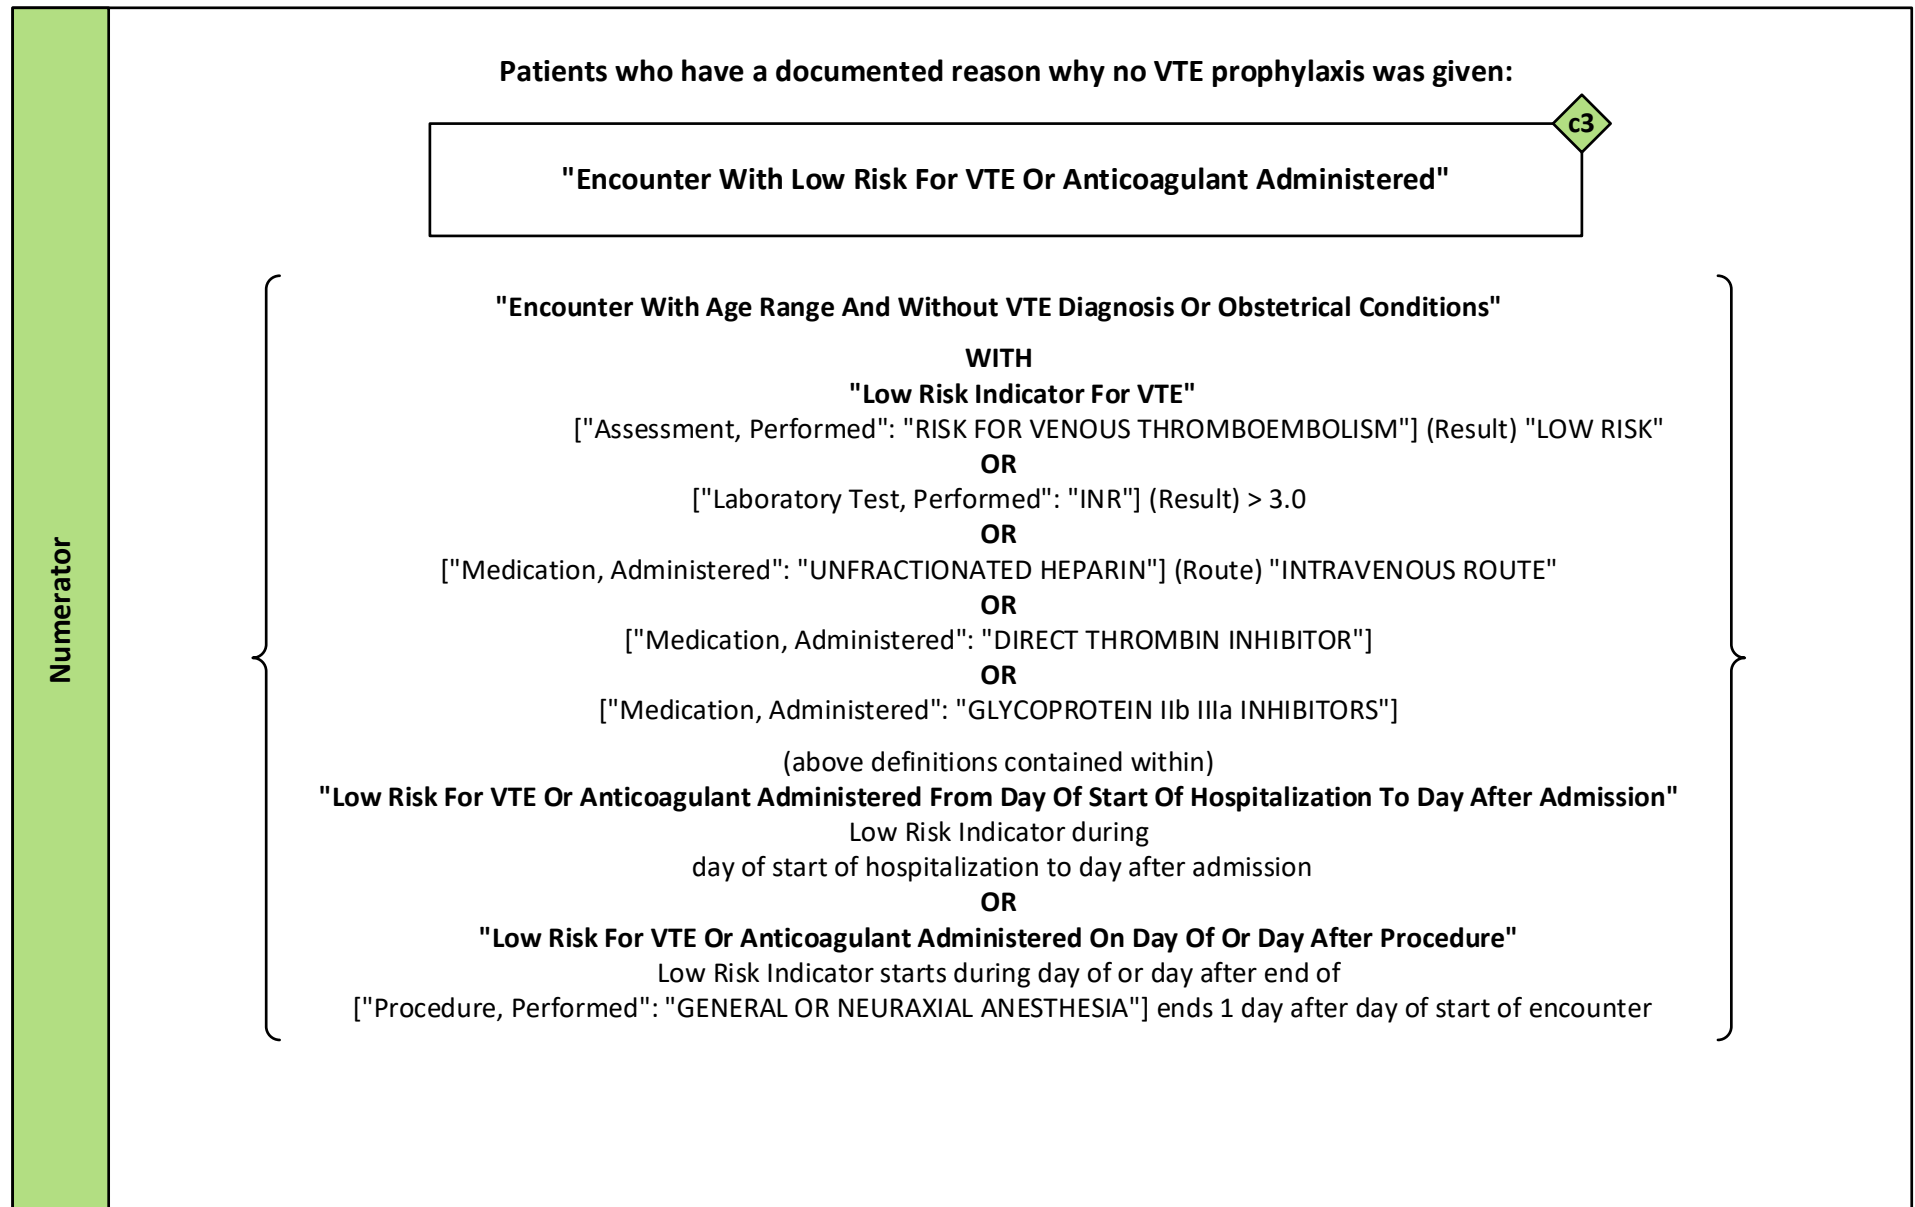 Numerator
Patients who have a documented reason why no VTE prophylaxis was given:
c3
"Encounter With Low Risk For VTE Or Anticoagulant Administered"
"Encounter With Age Range And Without VTE Diagnosis Or Obstetrical Conditions"
WITH
"Low Risk Indicator For VTE"
["Assessment, Performed": "RISK FOR VENOUS THROMBOEMBOLISM"] (Result) "LOW RISK"
OR
["Laboratory Test, Performed": "INR"] (Result) > 3.0
OR
["Medication, Administered": "UNFRACTIONATED HEPARIN"] (Route) "INTRAVENOUS ROUTE"
OR
["Medication, Administered": "DIRECT THROMBIN INHIBITOR"]
OR
["Medication, Administered": "GLYCOPROTEIN IIb IIIa INHIBITORS"]
(above definitions contained within)
"Low Risk For VTE Or Anticoagulant Administered From Day Of Start Of Hospitalization To Day After Admission"
Low Risk Indicator during
day of start of hospitalization to day after admission
OR
"Low Risk For VTE Or Anticoagulant Administered On Day Of Or Day After Procedure"
Low Risk Indicator starts during day of or day after end of
["Procedure, Performed": "GENERAL OR NEURAXIAL ANESTHESIA"] ends 1 day after day of start of encounter